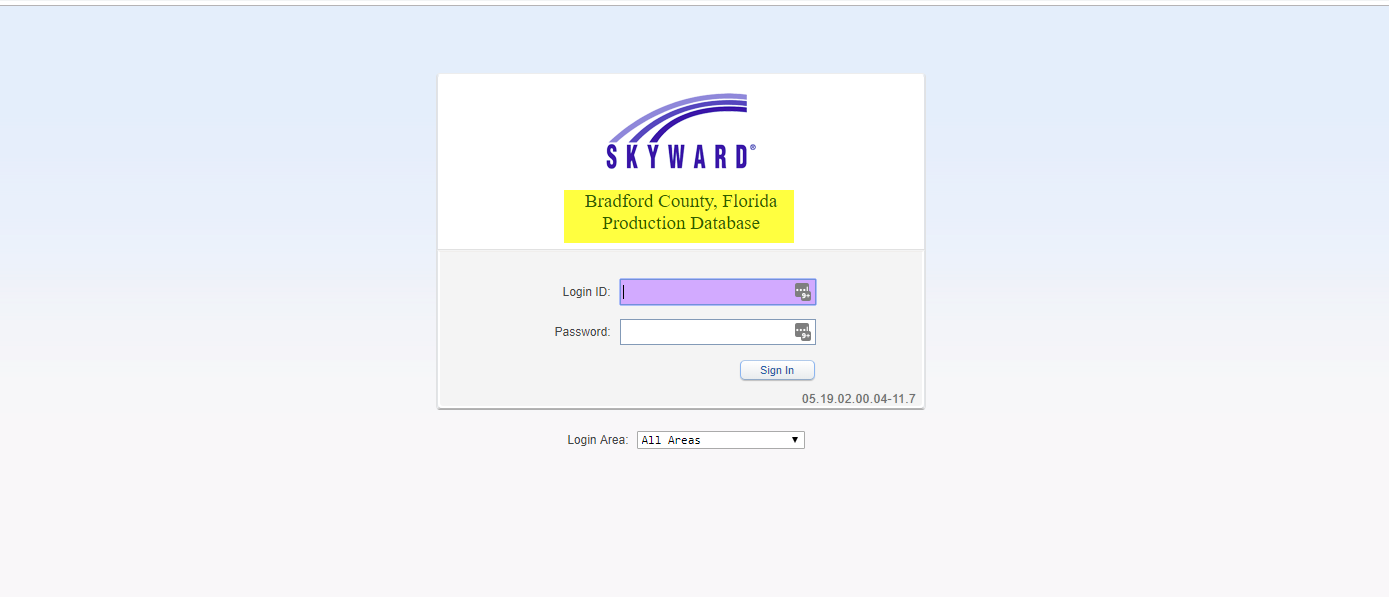 SKYWARD®
Bradford County, Florida
Production Database
Login ID:
Password:
Sign In
05.19.02.00.04-11.7
Login Area: All Areas